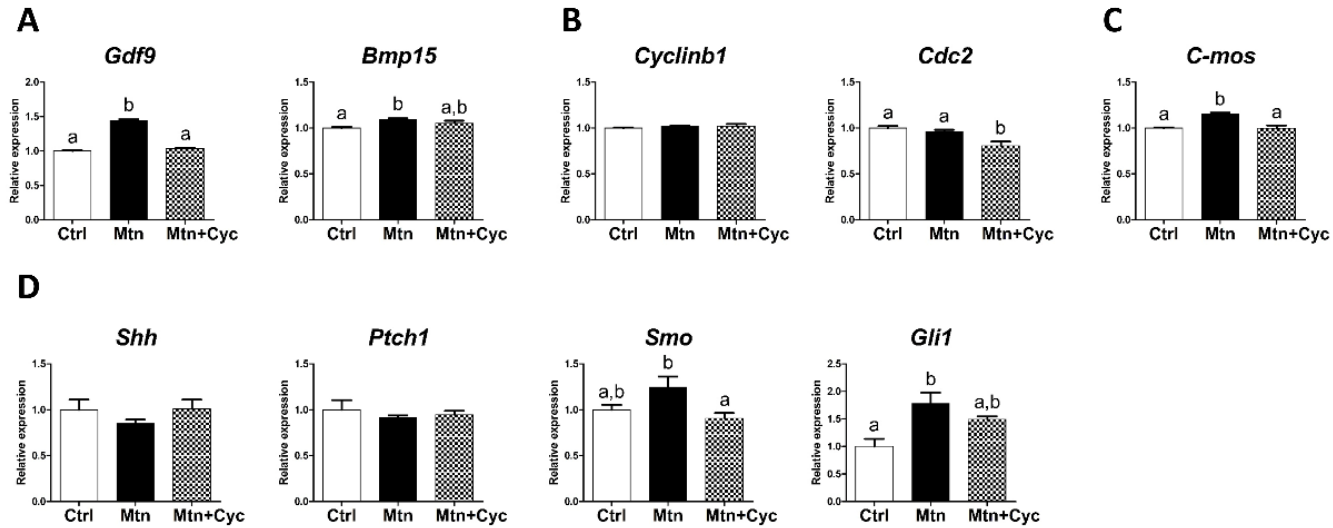 A
B
C
Gdf9
Bmp15
Cyclinb1
Cdc2
C-mos
Relative expression
2.0
1.5
1.0
0.5
0.0
a
b
a
Ctrl Mtn Mtn+Cyc
Relative expression
1.5
1.0
0.5
0.0
a
b
a,b
Ctrl Mtn Mtn+Cyc
Relative expression
1.5
1.0
0.5
0.0
Ctrl Mtn Mtn+Cyc
Relative expression
1.5
1.0
0.5
0.0
a
a
b
Ctrl Mtn Mtn+Cyc
Relative expression
1.5
1.0
0.5
0.0
a
b
a
Ctrl Mtn Mtn+Cyc
D
Shh
Ptch1
Smo
Gli1
Relative expression
1.5
1.0
0.5
0.0
Ctrl Mtn Mtn+Cyc
Relative expression
1.5
1.0
0.5
0.0
Ctrl Mtn Mtn+Cyc
Relative expression
1.5
1.0
0.5
0.0
a,b
b
a
Ctrl Mtn Mtn+Cyc
Relative expression
2.5
2.0
1.5
1.0
0.5
0.0
a
b
a,b
Ctrl Mtn Mtn+Cyc